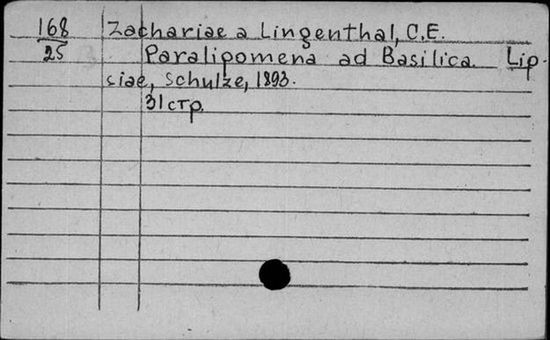 168 Zachariae a Lingenthal, C.E.
25 Paralipomena ad Basilica. Lip-
siae, Schulze, 1893.
31 стр.